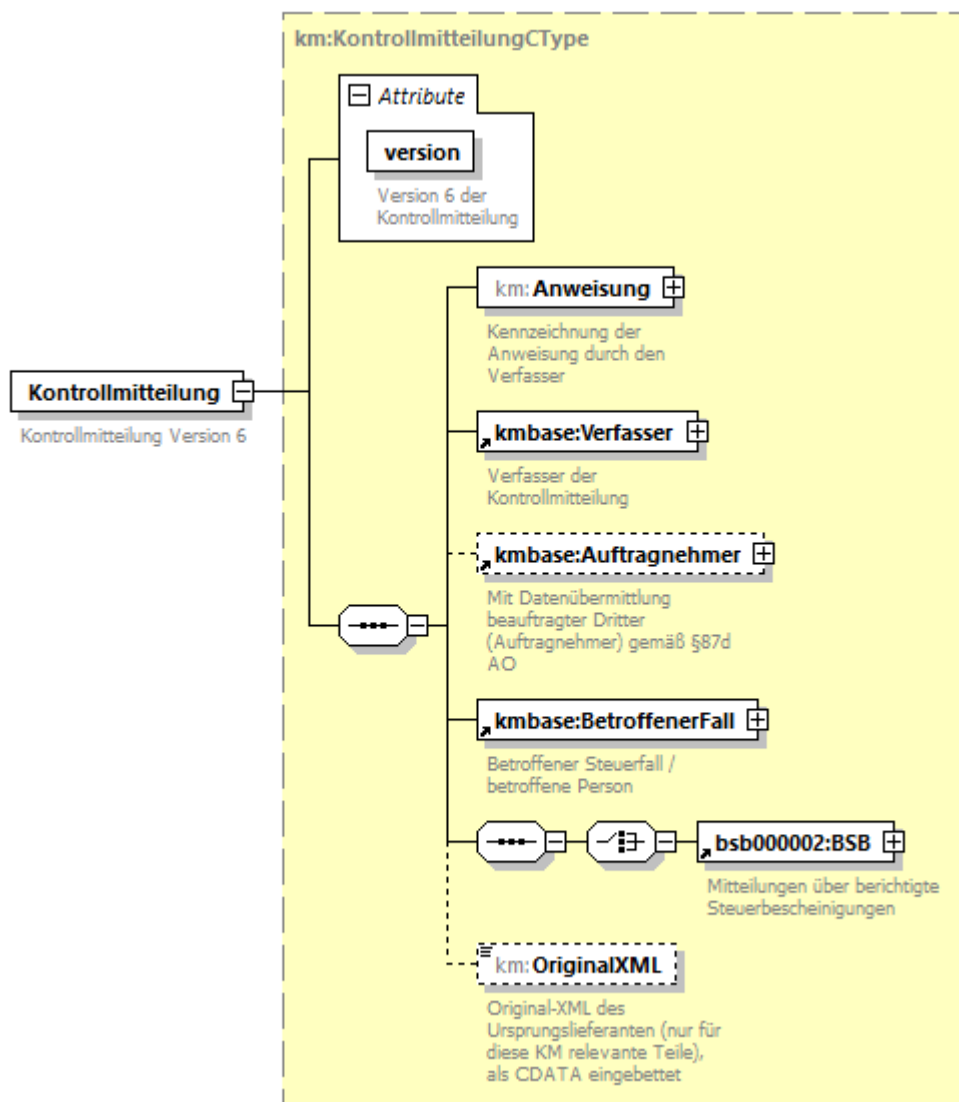 km:KontrollmitteilungCType
Attribute
version
Version 6 der
Kontrollmitteilung
km:Anweisung
Kennzeichnung der
Anweisung durch den
Verfasser
Kontrollmitteilung
Kontrollmitteilung Version 6
kmbase:Verfasser
Verfasser der
Kontrollmitteilung
kmbase:Auftragnehmer
Mit Datenübermittlung
beauftragter Dritter
(Auftragnehmer) gemäß §87d
AO
kmbase:BetroffenerFall
Betroffener Steuerfall /
betroffene Person
bsb000002:BSB
Mitteilungen über berichtigte
Steuerbescheinigungen
km:OriginalXML
Original-XML des
Ursprungslieferanten (nur für
diese KM relevante Teile),
als CDATA eingebettet